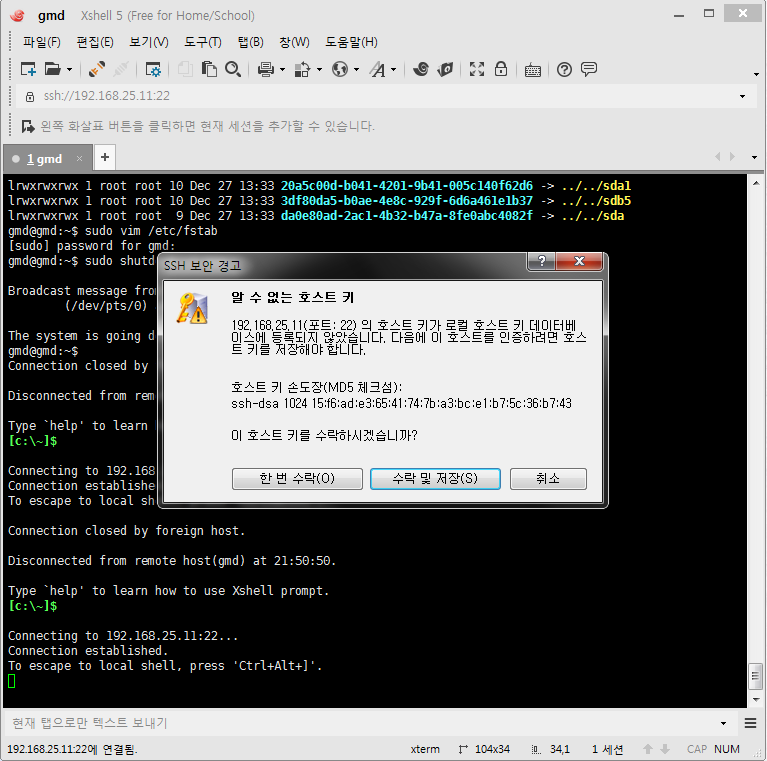 gmd Xshell 5 (Free for Home/School)
파일(F) 편집(E) 보기(V) 도구(T) 탭(B) 창(W) 도움말(H)
ssh://192.168.25.11:22
왼쪽 화살표 버튼을 클릭하면 현재 세션을 추가할 수 있습니다.
1 gmd × +
lrwxrwxrwx 1 root root 10 Dec 27 13:33 20a5c00d-b041-4201-9b41-005c140f62d6 -> ../../sda1
lrwxrwxrwx 1 root root 10 Dec 27 13:33 3df80da5-b0ae-4e8c-929f-6d6a461e1b37 -> ../../sdb5
lrwxrwxrwx 1 root root  9 Dec 27 13:33 da0e80ad-2ac1-4b32-b47a-8fe0abc4082f -> ../../sda
gmd@gmd:~$ sudo vim /etc/fstab
[sudo] password for gmd:
gmd@gmd:~$ sudo shutd
Broadcast message from
(/dev/pts/0)
The system is going d
gmd@gmd:~$
Connection closed by
Disconnected from rem
Type `help' to learn
[c:\~]$
Connecting to 192.168
Connection establishe
To escape to local sh
Connection closed by foreign host.
Disconnected from remote host(gmd) at 21:50:50.
Type `help' to learn how to use Xshell prompt.
[c:\~]$
Connecting to 192.168.25.11:22...
Connection established.
To escape to local shell, press 'Ctrl+Alt+]'.
SSH 보안 경고
알 수 없는 호스트 키
192.168.25.11(포트: 22) 의 호스트 키가 로컬 호스트 키 데이터베
이스에 등록되지 않았습니다. 다음에 이 호스트를 인증하려면 호스
트 키를 저장해야 합니다.
호스트 키 손도장(MD5 체크섬):
ssh-dsa 1024 15:f6:ad:e3:65:41:74:7b:a3:bc:e1:b7:5c:36:b7:43
이 호스트 키를 수락하시겠습니까?
한 번 수락(O) 수락 및 저장(S) 취소
현재 탭으로만 텍스트 보내기
192.168.25.11:22에 연결됨. xterm 104x34 34,1 1 세션 CAP NUM